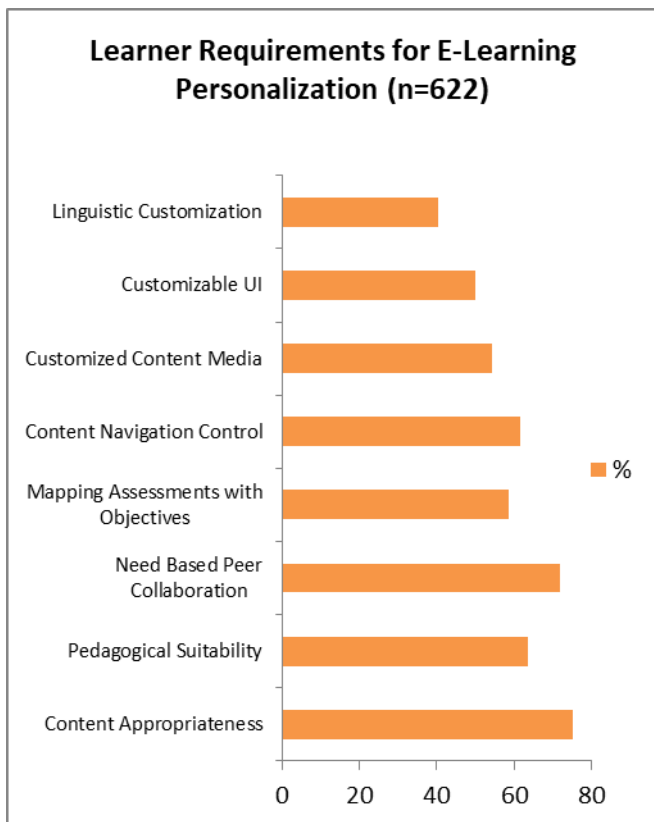 Learner Requirements for E-Learning
Personalization (n=622)
Linguistic Customization
Customizable UI
Customized Content Media
Content Navigation Control
%
Mapping Assessments with
Objectives
Need Based Peer
Collaboration
Pedagogical Suitability
Content Appropriateness
0 20 40 60 80